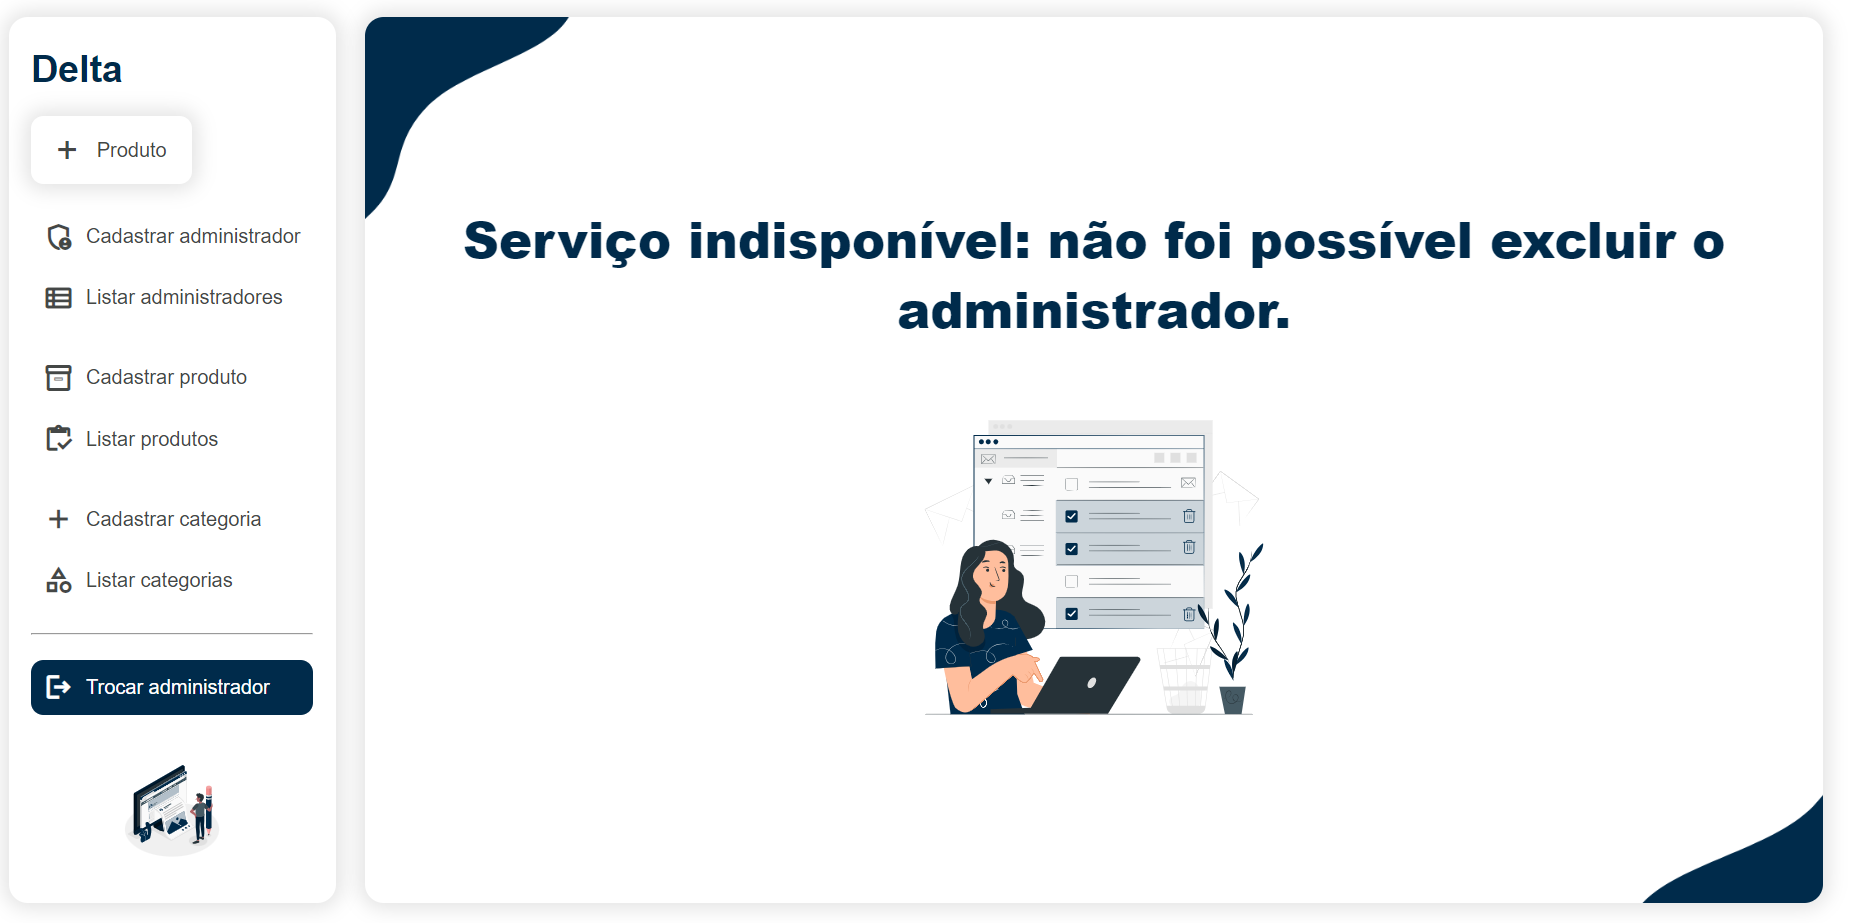 Delta
Produto
Cadastrar administrador
Listar administradores
Cadastrar produto
Listar produtos
Cadastrar categoria
Listar categorias
Trocar administrador
Serviço indisponível: não foi possível excluir o
administrador.